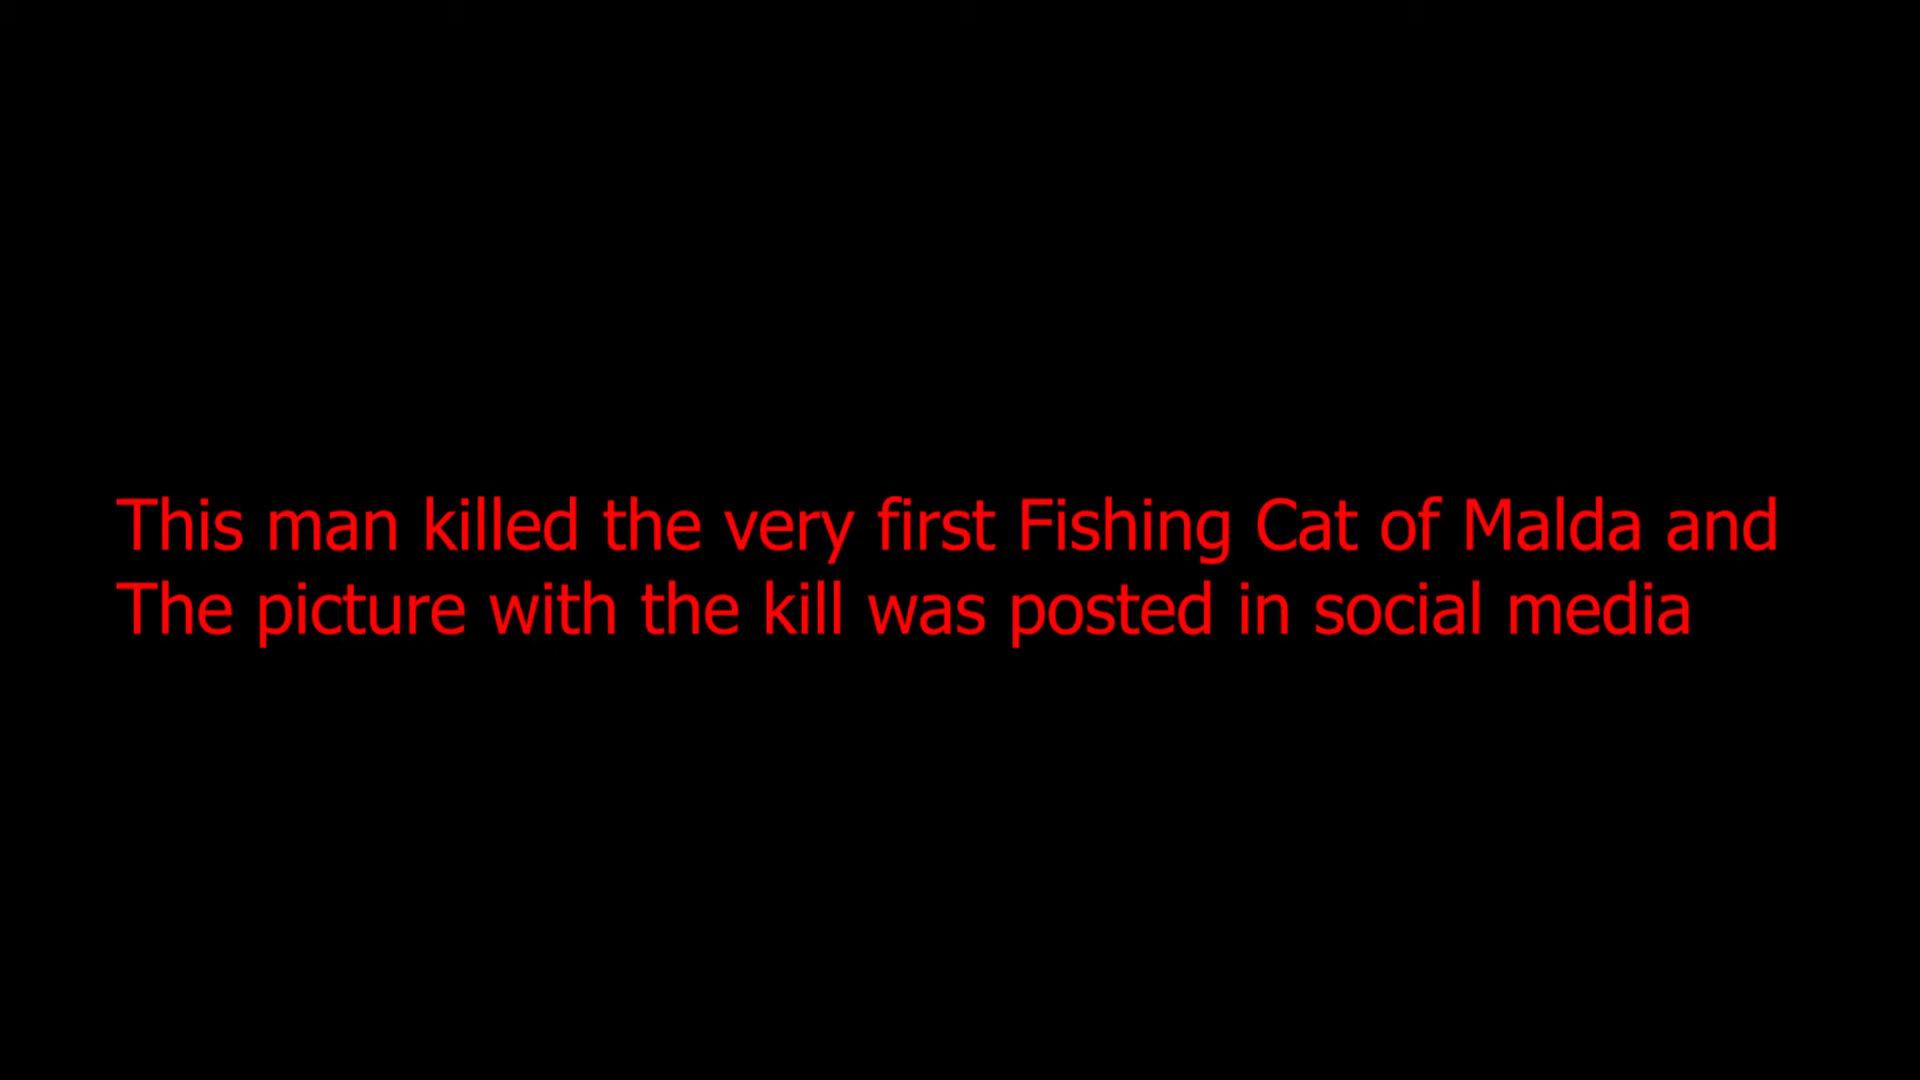 This man killed the very first Fishing Cat of Malda and
The picture with the kill was posted in social media